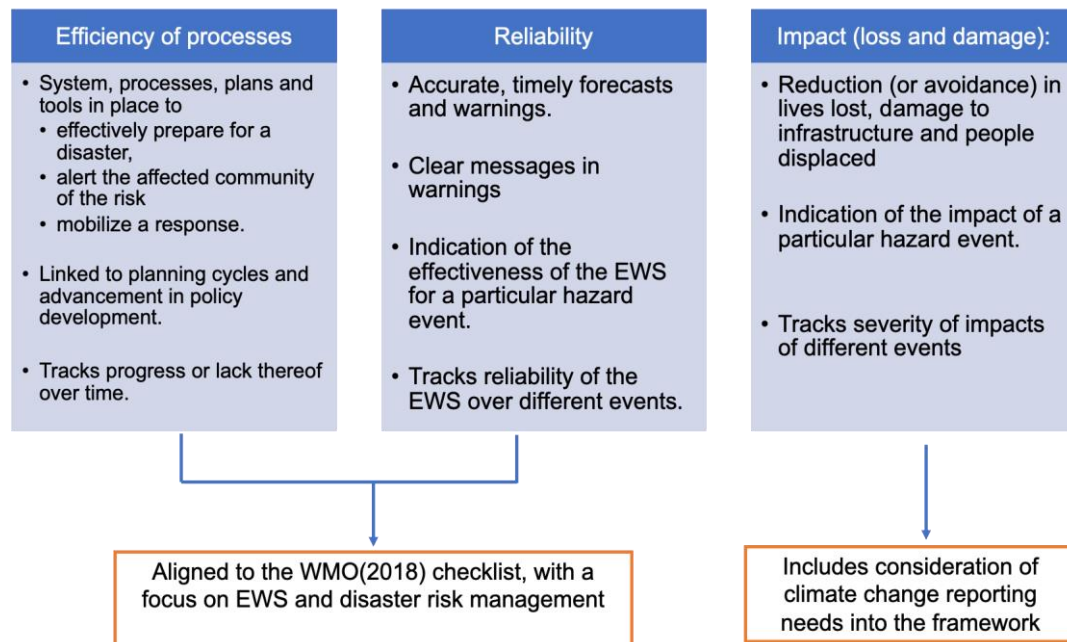 Efficiency of processes
• System, processes, plans and
tools in place to
• effectively prepare for a
disaster,
• alert the affected community
of the risk
• mobilize a response.
• Linked to planning cycles and
advancement in policy
development.
• Tracks progress or lack thereof
over time.
Reliability
• Accurate, timely forecasts
and warnings.
• Clear messages in
warnings
• Indication of the
effectiveness of the EWS
for a particular hazard
event.
• Tracks reliability of the
EWS over different events.
Impact (loss and damage):
• Reduction (or avoidance) in
lives lost, damage to
infrastructure and people
displaced
• Indication of the impact of a
particular hazard event.
• Tracks severity of impacts
of different events
Aligned to the WMO(2018) checklist, with a
focus on EWS and disaster risk management
Includes consideration of
climate change reporting
needs into the framework